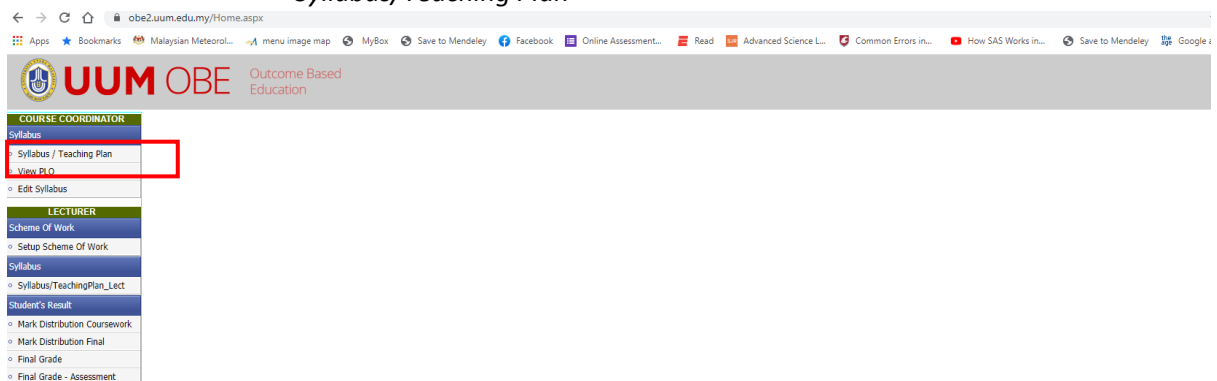 Syllabus/Teaching Plan
obe2.uum.edu.my/Home.aspx
Apps Bookmarks Malaysian Meteorol... menu image map MyBox Save to Mendeley Facebook Online Assessment... Read Advanced Science L... Common Errors in... How SAS Works in... Save to Mendeley Google a
UUM OBE Outcome Based
Education
COURSE COORDINATOR
Syllabus
Syllabus / Teaching Plan
View PLO
Edit Syllabus
LECTURER
Scheme Of Work
Setup Scheme Of Work
Syllabus
Syllabus/TeachingPlan_Lect
Student's Result
Mark Distribution Coursework
Mark Distribution Final
Final Grade
Final Grade - Assessment